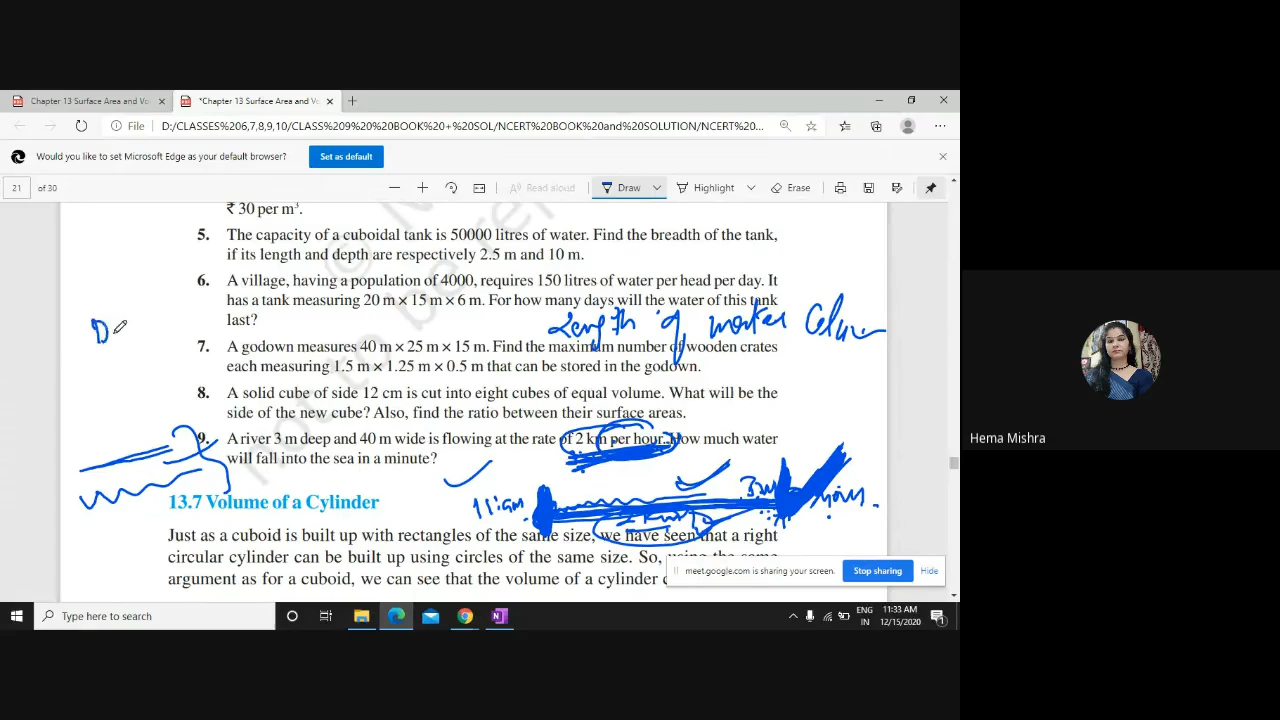 Chapter 13 Surface Area and Vo
*Chapter 13 Surface Area and Vo
File
D:/CLASSES%206,7,8,9,10/CLASS%209%20%20BOOK%20+%20SOL/NCERT%20BOOK%20and%20SOLUTION/NCERT%20...
Would you like to set Microsoft Edge as your default browser?
Set as default
21 of 30
Read aloud
Draw
Highlight
Erase
₹ 30 per m³.
5. The capacity of a cuboidal tank is 50000 litres of water. Find the breadth of the tank,
if its length and depth are respectively 2.5 m and 10 m.
6. A village, having a population of 4000, requires 150 litres of water per head per day. It
has a tank measuring 20 m × 15 m × 6 m. For how many days will the water of this tank
last?
Length of water
D
7. A godown measures 40 m × 25 m × 15 m. Find the maximum number of wooden crates
each measuring 1.5 m × 1.25 m × 0.5 m that can be stored in the godown.
8. A solid cube of side 12 cm is cut into eight cubes of equal volume. What will be the
side of the new cube? Also, find the ratio between their surface areas.
9. A river 3 m deep and 40 m wide is flowing at the rate of 2 km per hour. How much water
will fall into the sea in a minute?
13.7 Volume of a Cylinder
11:am
2 km
Just as a cuboid is built up with rectangles of the same size, we have seen that a right
circular cylinder can be built up using circles of the same size. So, using the same
argument as for a cuboid, we can see that the volume of a cylinder
meet.google.com is sharing your screen.
Stop sharing
Hide
Type here to search
ENG
IN
11:33 AM
12/15/2020
1
Hema Mishra